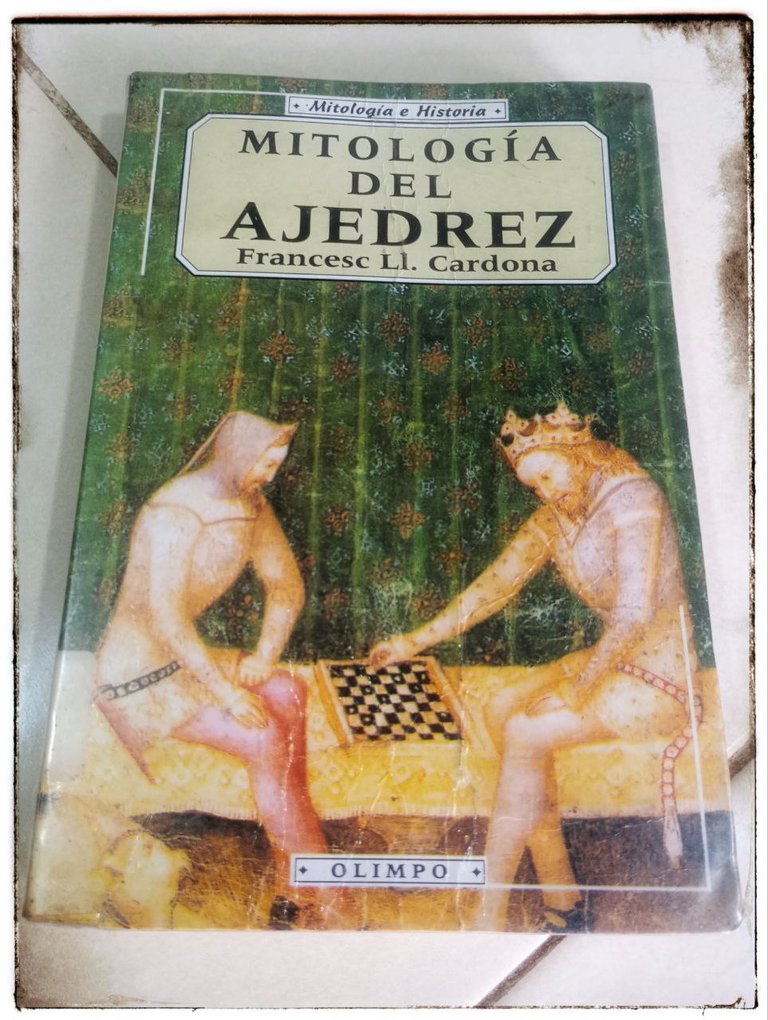 Mitología e Historia
MITOLOGÍA
DEL
AJEDREZ
Francesc Ll. Cardona
OLIMPO